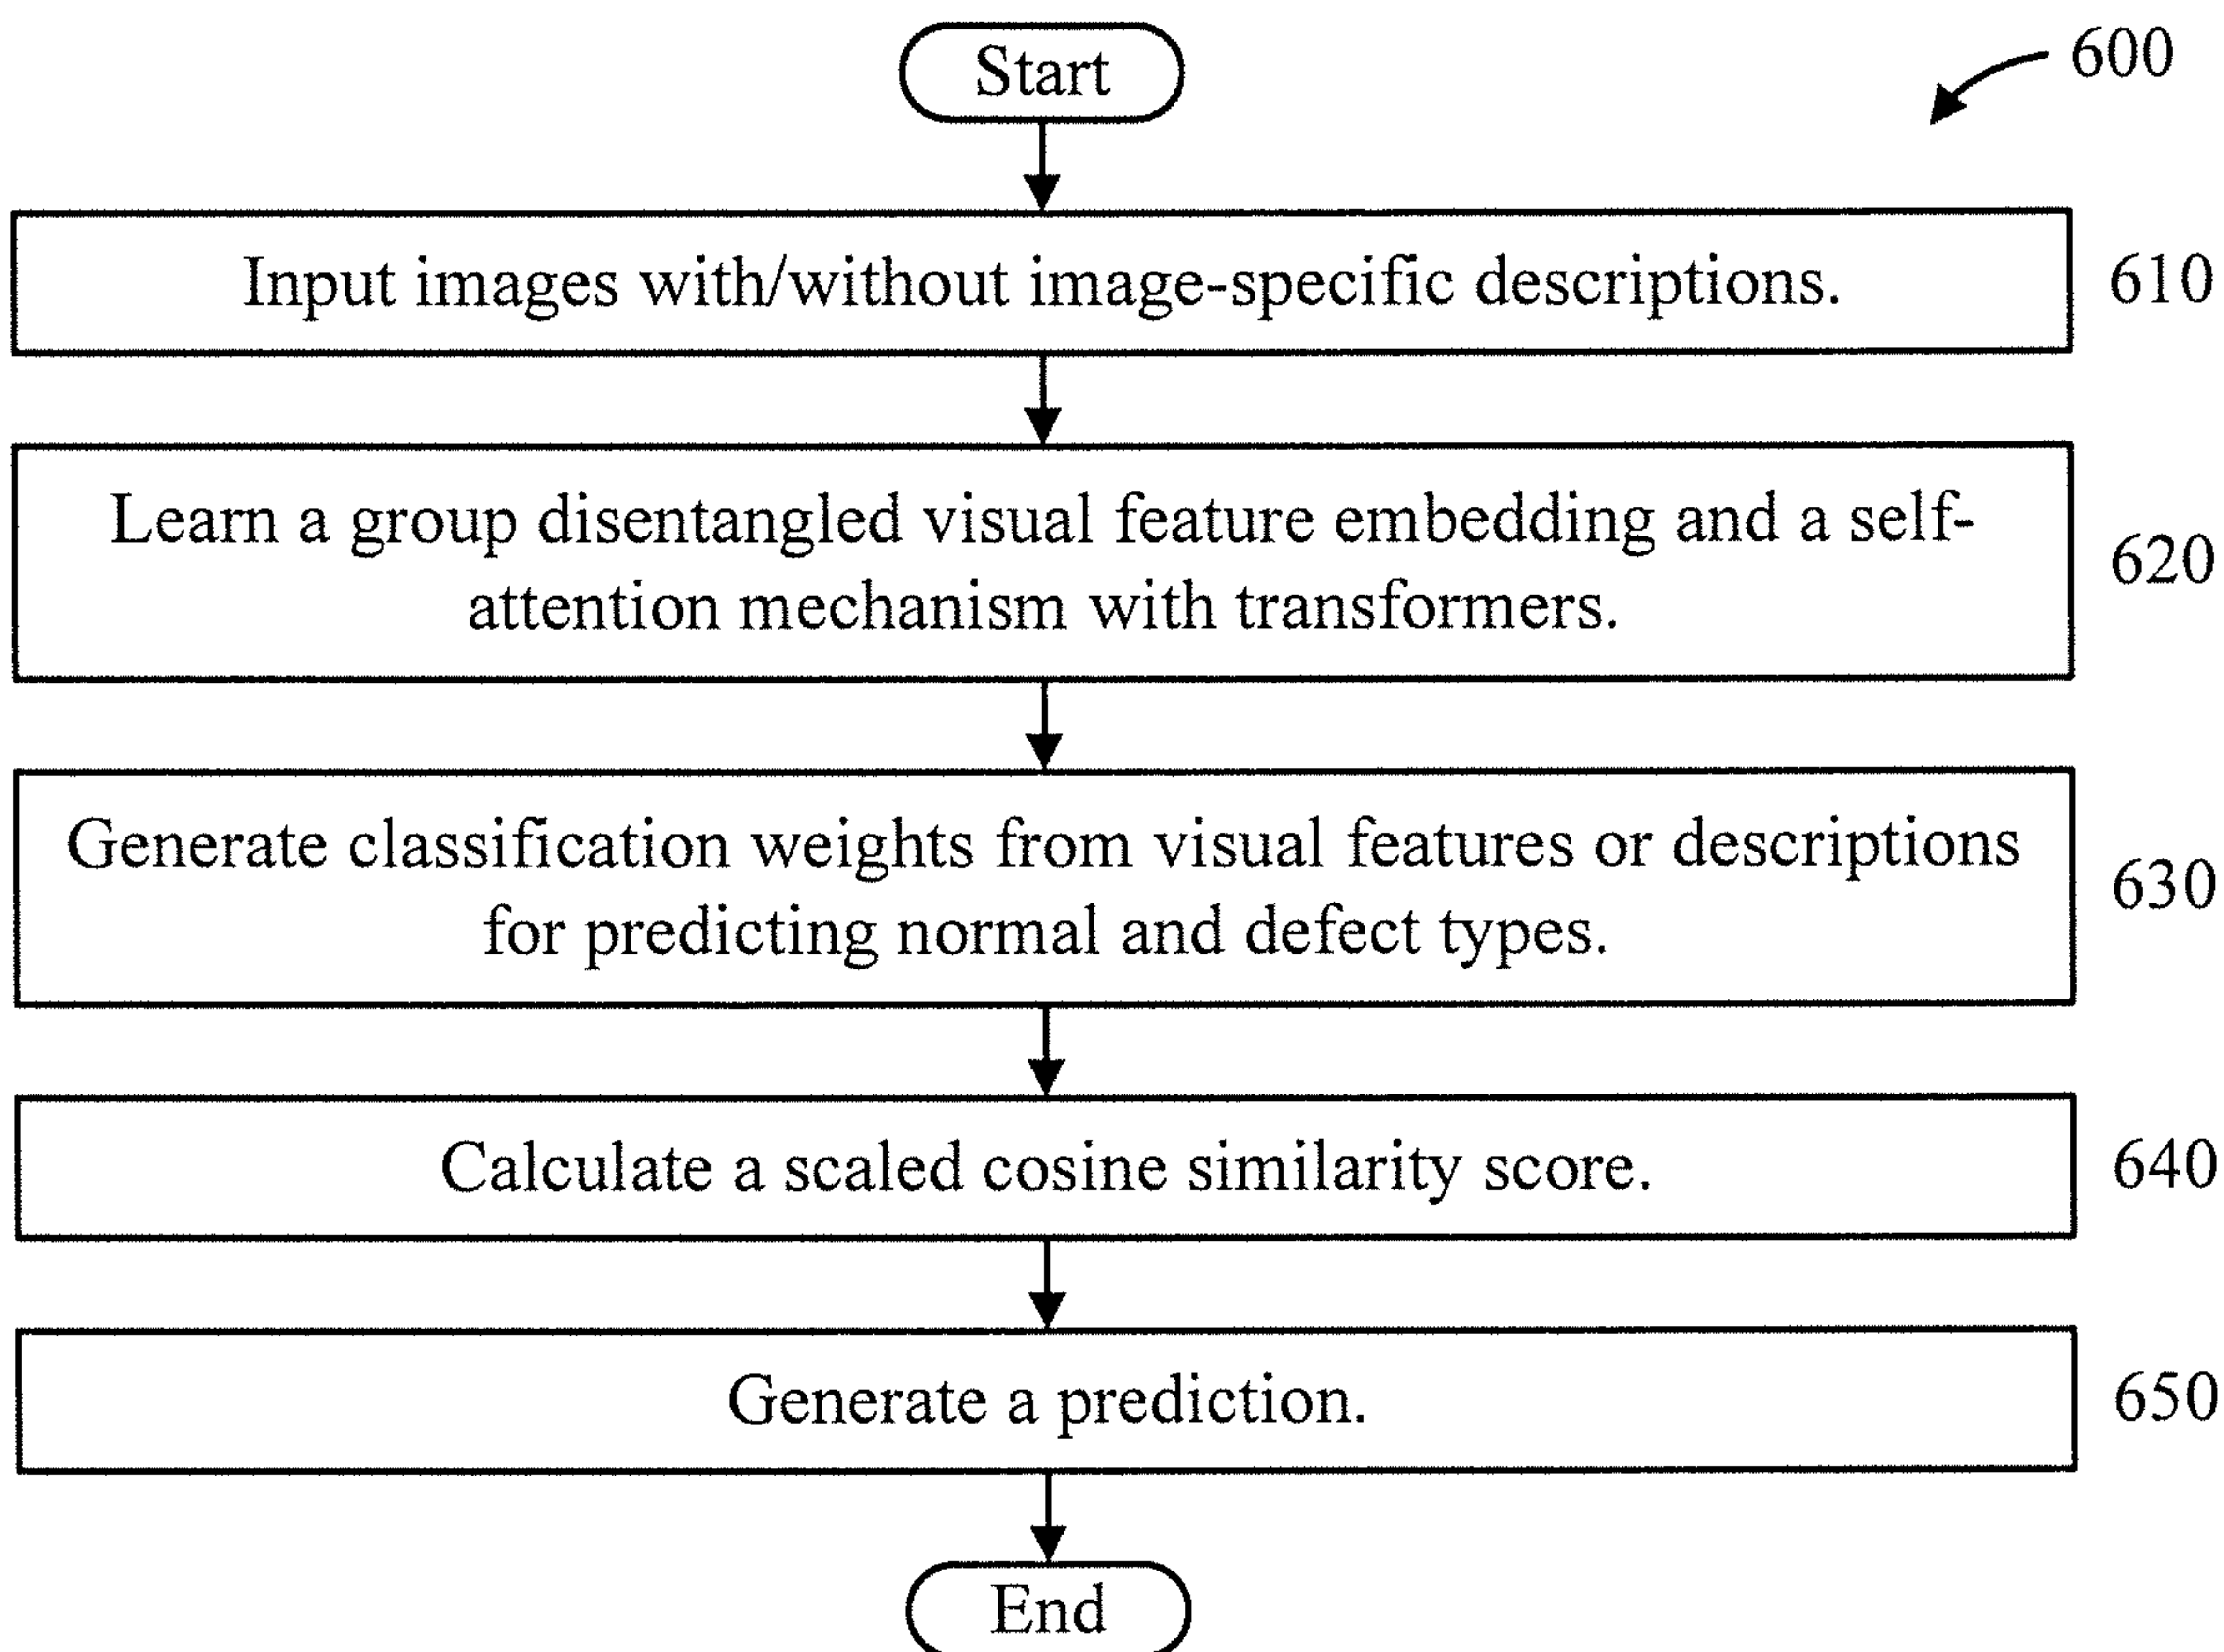 Start
600
Input images with/without image-specific descriptions.
610
Learn a group disentangled visual feature embedding and a self-
attention mechanism with transformers.
620
Generate classification weights from visual features or descriptions
for predicting normal and defect types.
630
Calculate a scaled cosine similarity score.
640
Generate a prediction.
650
End